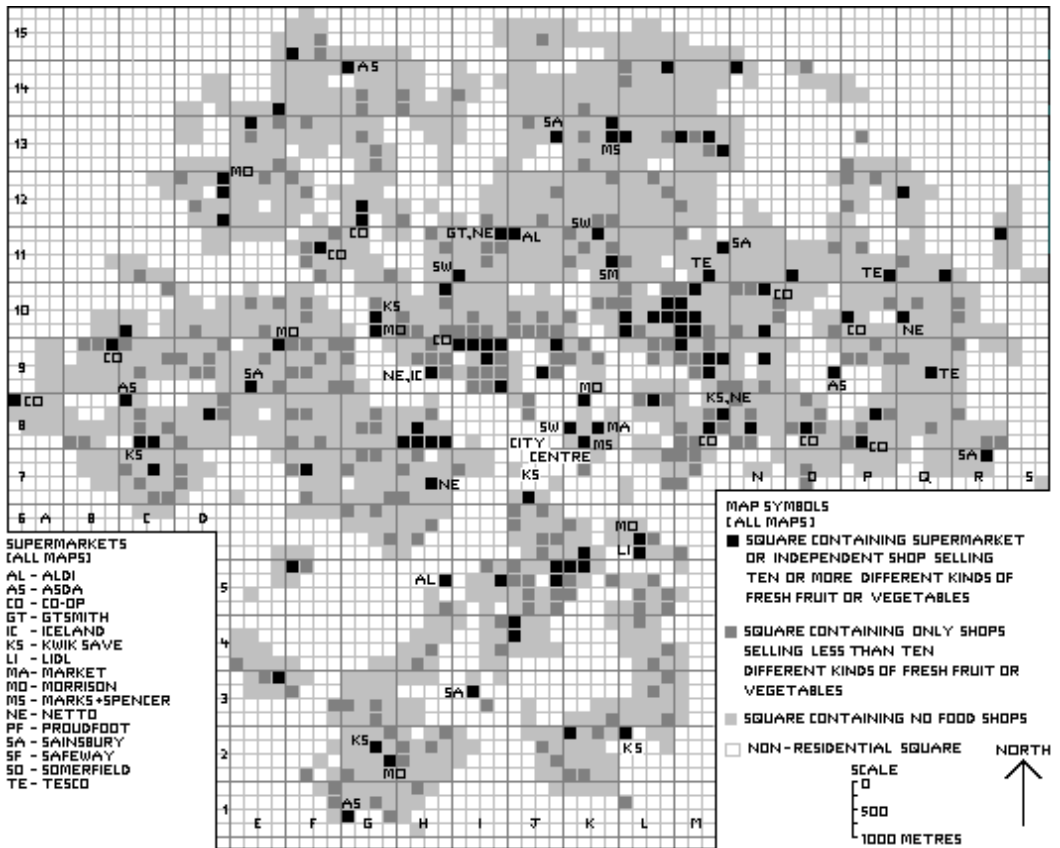 15
AS
14
SA
13
MS
MO
12
SW
CO
GT,NE
AL
CO
SA
11
SW
SM
TE
TE
CO
KS
10
MO
MO
CO
CO
NE
CO
9
SA
NE,IC
MO
AS
TE
AS
KS,NE
CO
8
SW
MA
CITY
MS
CO
CO
CO
KS
CENTRE
SA
7
KS
NE
N O P Q R S
6 A B C D
MO
LI
AL
5
4
SA
3
KS
KS
2
MO
AS
1
E F G H I J K L M
SUPERMARKETS
[ALL MAPS]
AL - ALDI
AS - ASDA
CO - CO-OP
GT - GTSMITH
IC - ICELAND
KS - KWIK SAVE
LI - LIDL
MA - MARKET
MO - MORRISON
MS - MARKS+SPENCER
NE - NETTO
PF - PROUDFOOT
SA - SAINSBURY
SF - SAFEWAY
SO - SOMERFIELD
TE - TESCO
MAP SYMBOLS
[ALL MAPS]
SQUARE CONTAINING SUPERMARKET
OR INDEPENDENT SHOP SELLING
TEN OR MORE DIFFERENT KINDS OF
FRESH FRUIT OR VEGETABLES
SQUARE CONTAINING ONLY SHOPS
SELLING LESS THAN TEN
DIFFERENT KINDS OF FRESH FRUIT OR
VEGETABLES
SQUARE CONTAINING NO FOOD SHOPS
NON-RESIDENTIAL SQUARE
NORTH
SCALE
0
500
1000 METRES